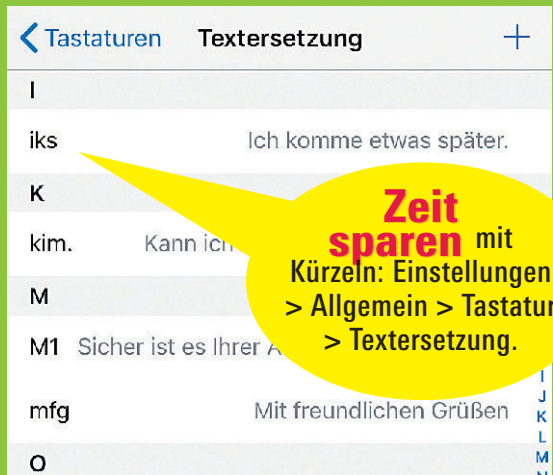 Tastaturen Textersetzung +
I
iks Ich komme etwas später.
K
kim. Kann ich
M
M1 Sicher ist es Ihrer
mfg Mit freundlichen Grüßen
O
Zeit
sparen mit
Kürzeln: Einstellungen
> Allgemein > Tastatur
> Textersetzung.
I
J
K
L
M